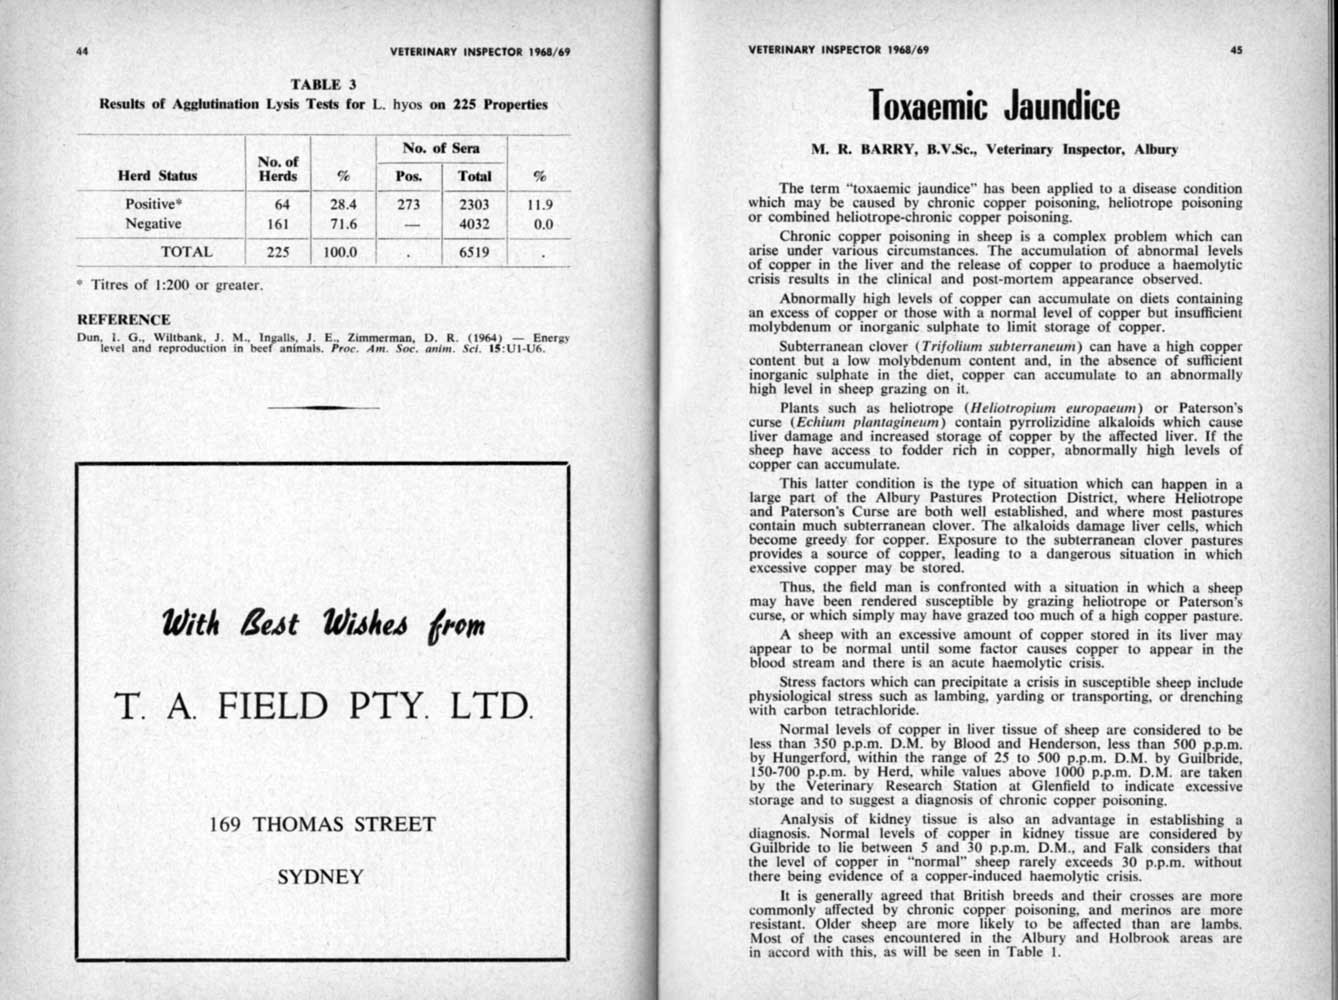 44
VETERINARY INSPECTOR 1968/69
TABLE 3
Results of Agglutination Lysis Tests for L. hyos on 225 Properties
Herd Status No. of Herds % No. of Sera Pos. Total %
Positive* 64 28.4 273 2303 11.9
Negative 161 71.6 — 4032 0.0
TOTAL 225 100.0 . 6519 .
* Titres of 1:200 or greater.
REFERENCE
Dun, I. G., Wiltbank, J. M., Ingalls, J. E., Zimmerman, D. R. (1964) — Energy
level and reproduction in beef animals. Proc. Am. Soc. anim. Sci. 15:U1-U6.
With Best Wishes from
T. A. FIELD PTY. LTD.
169 THOMAS STREET
SYDNEY
VETERINARY INSPECTOR 1968/69
45
Toxaemic Jaundice
M. R. BARRY, B.V.Sc., Veterinary Inspector, Albury
The term "toxaemic jaundice" has been applied to a disease condition
which may be caused by chronic copper poisoning, heliotrope poisoning
or combined heliotrope-chronic copper poisoning.
Chronic copper poisoning in sheep is a complex problem which can
arise under various circumstances. The accumulation of abnormal levels
of copper in the liver and the release of copper to produce a haemolytic
crisis results in the clinical and post-mortem appearance observed.
Abnormally high levels of copper can accumulate on diets containing
an excess of copper or those with a normal level of copper but insufficient
molybdenum or inorganic sulphate to limit storage of copper.
Subterranean clover (Trifolium subterraneum) can have a high copper
content but a low molybdenum content and, in the absence of sufficient
inorganic sulphate in the diet, copper can accumulate to an abnormally
high level in sheep grazing on it.
Plants such as heliotrope (Heliotropium europaeum) or Paterson's
curse (Echium plantagineum) contain pyrrolizidine alkaloids which cause
liver damage and increased storage of copper by the affected liver. If the
sheep have access to fodder rich in copper, abnormally high levels of
copper can accumulate.
This latter condition is the type of situation which can happen in a
large part of the Albury Pastures Protection District, where Heliotrope
and Paterson's Curse are both well established, and where most pastures
contain much subterranean clover. The alkaloids damage liver cells, which
become greedy for copper. Exposure to the subterranean clover pastures
provides a source of copper, leading to a dangerous situation in which
excessive copper may be stored.
Thus, the field man is confronted with a situation in which a sheep
may have been rendered susceptible by grazing heliotrope or Paterson's
curse, or which simply may have grazed too much of a high copper pasture.
A sheep with an excessive amount of copper stored in its liver may
appear to be normal until some factor causes copper to appear in the
blood stream and there is an acute haemolytic crisis.
Stress factors which can precipitate a crisis in susceptible sheep include
physiological stress such as lambing, yarding or transporting, or drenching
with carbon tetrachloride.
Normal levels of copper in liver tissue of sheep are considered to be
less than 350 p.p.m. D.M. by Blood and Henderson, less than 500 p.p.m.
by Hungerford, within the range of 25 to 500 p.p.m. D.M. by Guilbride,
150-700 p.p.m. by Herd, while values above 1000 p.p.m. D.M. are taken
by the Veterinary Research Station at Glenfield to indicate excessive
storage and to suggest a diagnosis of chronic copper poisoning.
Analysis of kidney tissue is also an advantage in establishing a
diagnosis. Normal levels of copper in kidney tissue are considered by
Guilbride to lie between 5 and 30 p.p.m. D.M., and Falk considers that
the level of copper in "normal" sheep rarely exceeds 30 p.p.m. without
there being evidence of a copper-induced haemolytic crisis.
It is generally agreed that British breeds and their crosses are more
commonly affected by chronic copper poisoning, and merinos are more
resistant. Older sheep are more likely to be affected than are lambs.
Most of the cases encountered in the Albury and Holbrook areas are
in accord with this, as will be seen in Table 1.